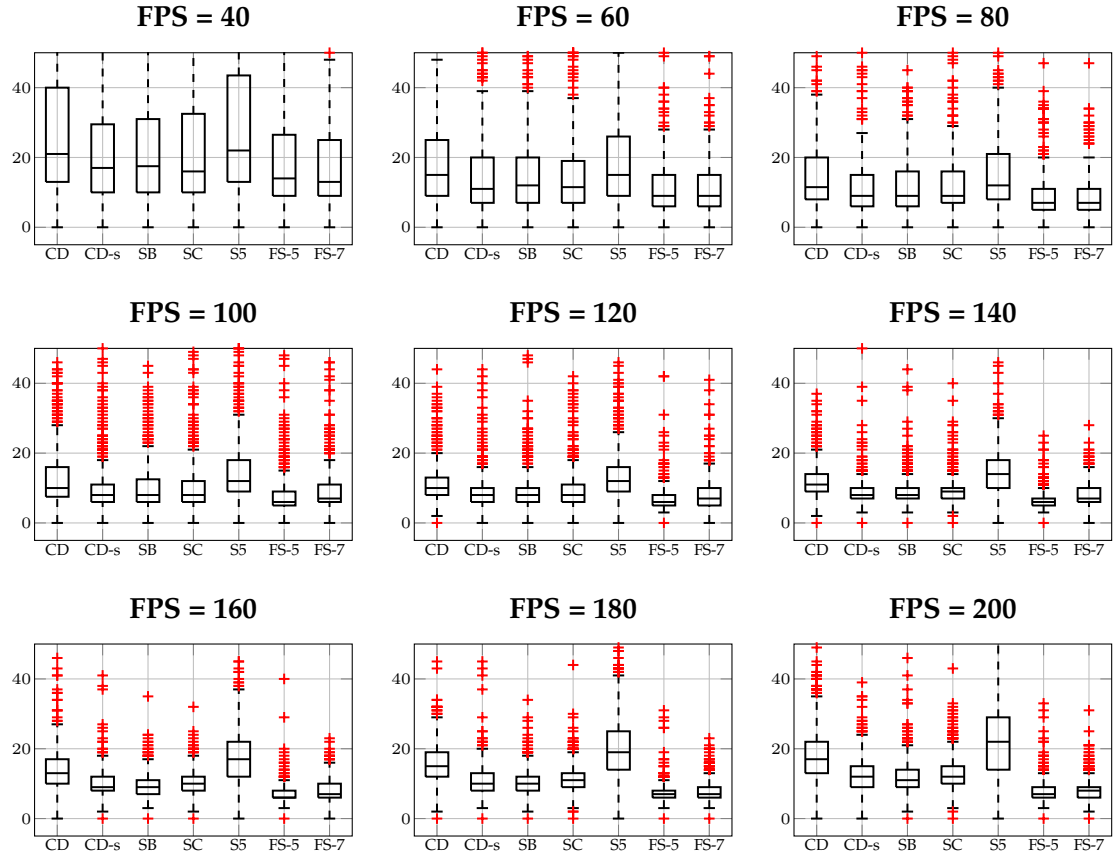 FPS = 40 FPS = 60 FPS = 80
40 40 40
20 20 20
0 0 0
CD CD-s SB SC S5 FS-5 FS-7 CD CD-s SB SC S5 FS-5 FS-7 CD CD-s SB SC S5 FS-5 FS-7
FPS = 100 FPS = 120 FPS = 140
40 40 40
20 20 20
0 0 0
CD CD-s SB SC S5 FS-5 FS-7 CD CD-s SB SC S5 FS-5 FS-7 CD CD-s SB SC S5 FS-5 FS-7
FPS = 160 FPS = 180 FPS = 200
40 40 40
20 20 20
0 0 0
CD CD-s SB SC S5 FS-5 FS-7 CD CD-s SB SC S5 FS-5 FS-7 CD CD-s SB SC S5 FS-5 FS-7